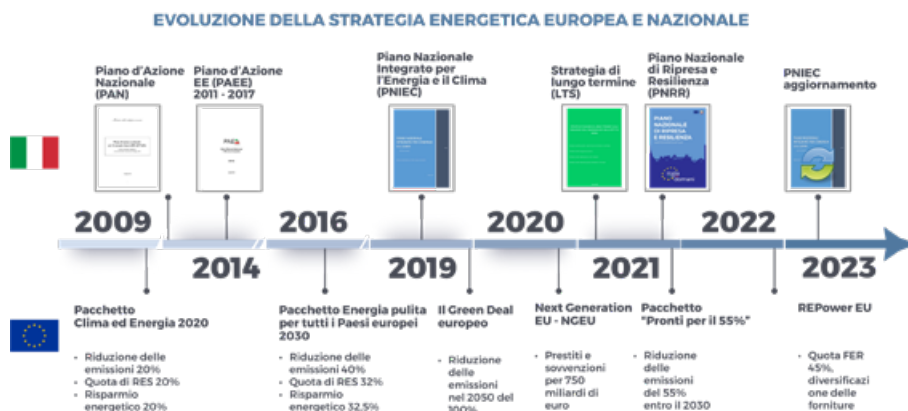 EVOLUZIONE DELLA STRATEGIA ENERGETICA EUROPEA E NAZIONALE
Piano d'Azione
Nazionale (PAN)
Piano d'Azione
EE (PAEE)
2011 - 2017
Piano Nazionale
Integrato per
l'Energia e il Clima
(PNIEC)
Strategia di
lungo termine
(LTS)
Piano Nazionale
di Ripresa e
Resilienza
(PNRR)
PNIEC
aggiornamento
PIANO
NAZIONALE
DI RIPRESA
E RESILIENZA
2009
2016
2020
2022
2014
2019
2021
2023
Pacchetto
Clima ed Energia 2020
• Riduzione delle
emissioni 20%
• Quota di RES 20%
• Risparmio
energetico 20%
Pacchetto Energia pulita
per tutti i Paesi europei
2030
• Riduzione delle
emissioni 40%
• Quota di RES 32%
• Risparmio
energetico 32.5%
Il Green Deal
europeo
• Riduzione
delle
emissioni
nel 2050 del
100%
Next Generation
EU - NGEU
• Prestiti e
sovvenzioni
per 750
miliardi di
euro
Pacchetto
"Pronti per il 55%"
• Riduzione
delle
emissioni
del 55%
entro il 2030
REPower EU
• Quota FER
45%,
diversificazi
one delle
forniture